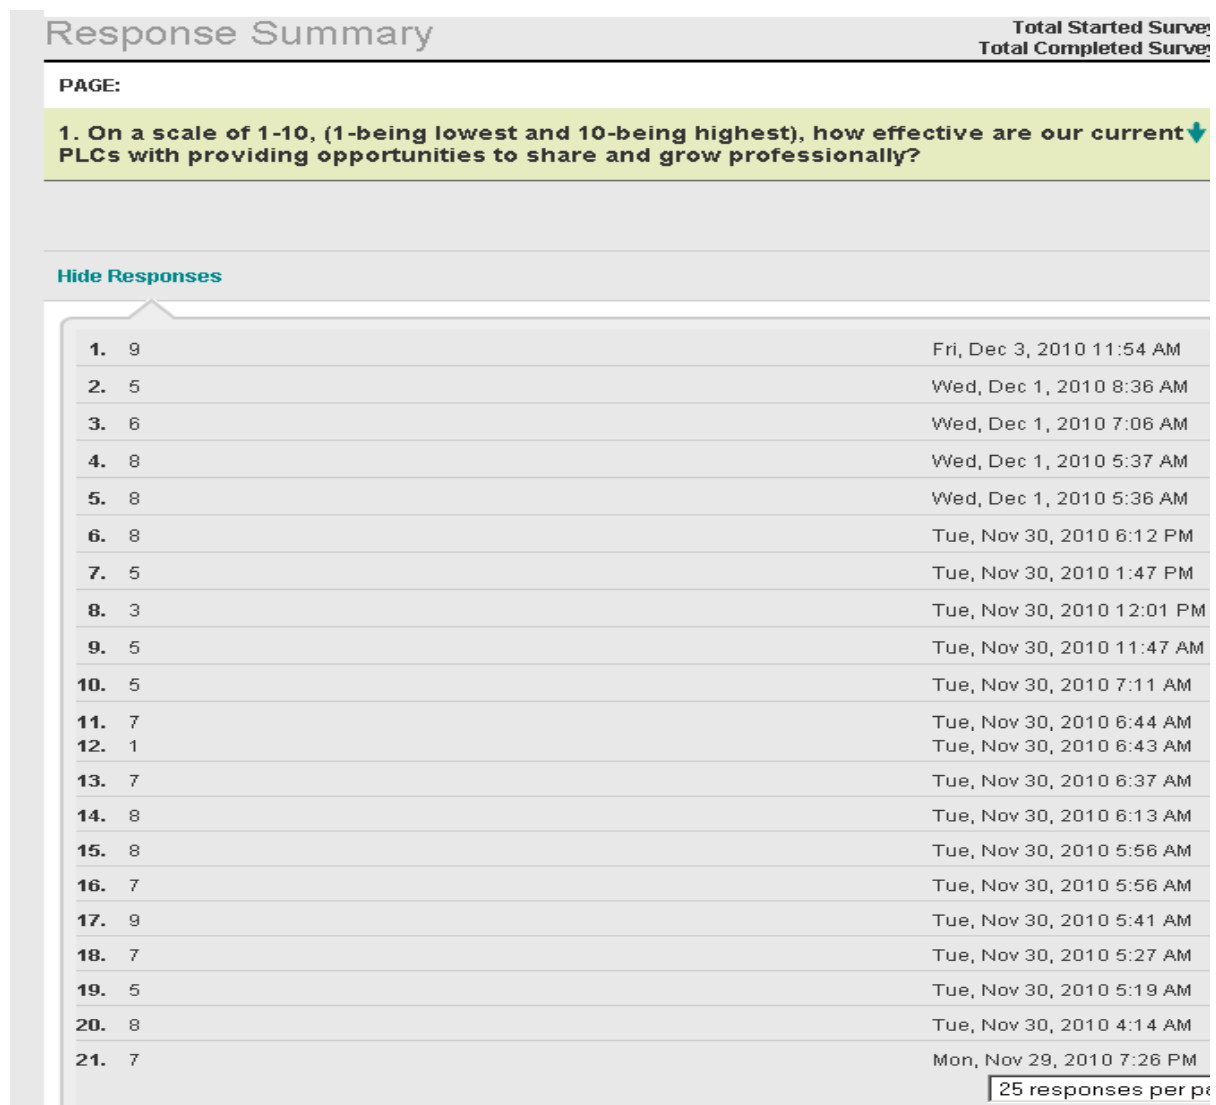 Response Summary
Total Started Survey
Total Completed Survey
PAGE:
1. On a scale of 1-10, (1-being lowest and 10-being highest), how effective are our current
PLCs with providing opportunities to share and grow professionally?
Hide Responses
1. 9 Fri, Dec 3, 2010 11:54 AM
2. 5 Wed, Dec 1, 2010 8:36 AM
3. 6 Wed, Dec 1, 2010 7:06 AM
4. 8 Wed, Dec 1, 2010 5:37 AM
5. 8 Wed, Dec 1, 2010 5:36 AM
6. 8 Tue, Nov 30, 2010 6:12 PM
7. 5 Tue, Nov 30, 2010 1:47 PM
8. 3 Tue, Nov 30, 2010 12:01 PM
9. 5 Tue, Nov 30, 2010 11:47 AM
10. 5 Tue, Nov 30, 2010 7:11 AM
11. 7 Tue, Nov 30, 2010 6:44 AM
12. 1 Tue, Nov 30, 2010 6:43 AM
13. 7 Tue, Nov 30, 2010 6:37 AM
14. 8 Tue, Nov 30, 2010 6:13 AM
15. 8 Tue, Nov 30, 2010 5:56 AM
16. 7 Tue, Nov 30, 2010 5:56 AM
17. 9 Tue, Nov 30, 2010 5:41 AM
18. 7 Tue, Nov 30, 2010 5:27 AM
19. 5 Tue, Nov 30, 2010 5:19 AM
20. 8 Tue, Nov 30, 2010 4:14 AM
21. 7 Mon, Nov 29, 2010 7:26 PM
25 responses per pa